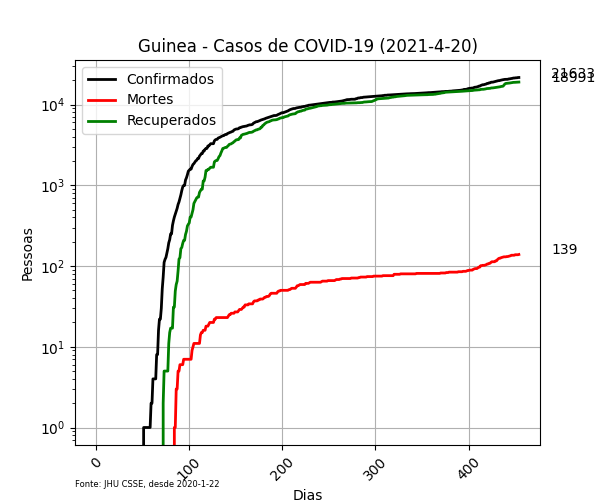 Guinea - Casos de COVID-19 (2021-4-20)
Confirmados
Mortes
Recuperados
21633
18991
139
10^4
10^3
10^2
10^1
10^0
Pessoas
0
100
200
300
400
Dias
Fonte: JHU CSSE, desde 2020-1-22